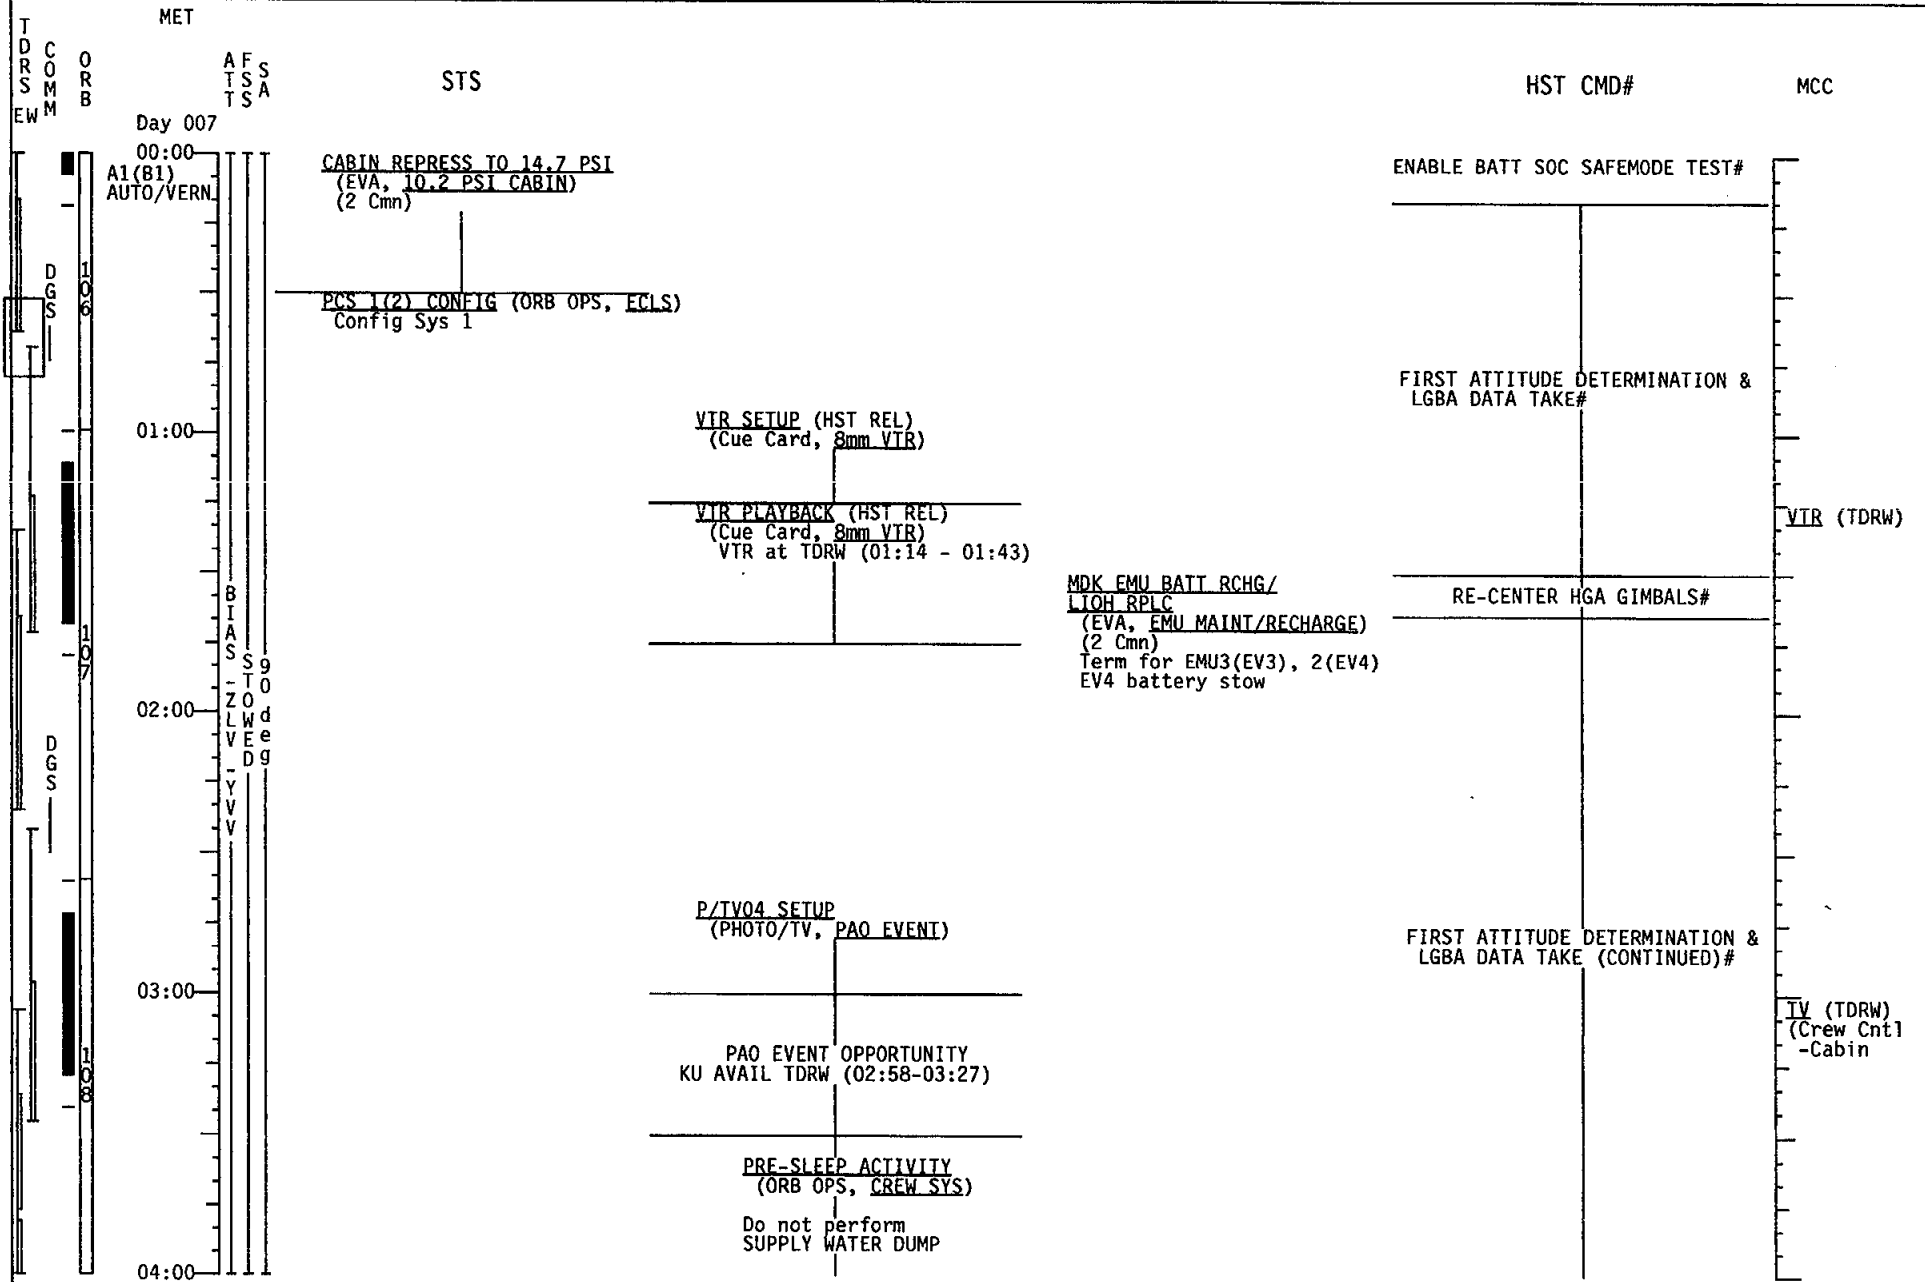 MET
TDRS
EW
COMM
ORB
ATT
FSS
SA
STS
HST CMD#
MCC
Day 007
00:00
A1(B1)
AUTO/VERN
CABIN REPRESS TO 14.7 PSI
(EVA, 10.2 PSI CABIN)
(2 Cmn)
ENABLE BATT SOC SAFEMODE TEST#
DGS
106
PCS 1(2) CONFIG (ORB OPS, ECLS)
Config Sys 1
FIRST ATTITUDE DETERMINATION &
LGBA DATA TAKE#
01:00
VTR SETUP (HST REL)
(Cue Card, 8mm VTR)
VTR PLAYBACK (HST REL)
(Cue Card, 8mm VTR)
VTR at TDRW (01:14 - 01:43)
VTR (TDRW)
MDK EMU BATT RCHG/
LIOH RPLC
(EVA, EMU MAINT/RECHARGE)
(2 Cmn)
Term for EMU3(EV3), 2(EV4)
EV4 battery stow
RE-CENTER HGA GIMBALS#
107
BIAS -ZLV -YVV
STOWED
90 deg
02:00
DGS
P/TV04 SETUP
(PHOTO/TV, PAO EVENT)
FIRST ATTITUDE DETERMINATION &
LGBA DATA TAKE (CONTINUED)#
03:00
TV (TDRW)
(Crew Cntl
-Cabin
108
PAO EVENT OPPORTUNITY
KU AVAIL TDRW (02:58-03:27)
PRE-SLEEP ACTIVITY
(ORB OPS, CREW SYS)
Do not perform
SUPPLY WATER DUMP
04:00